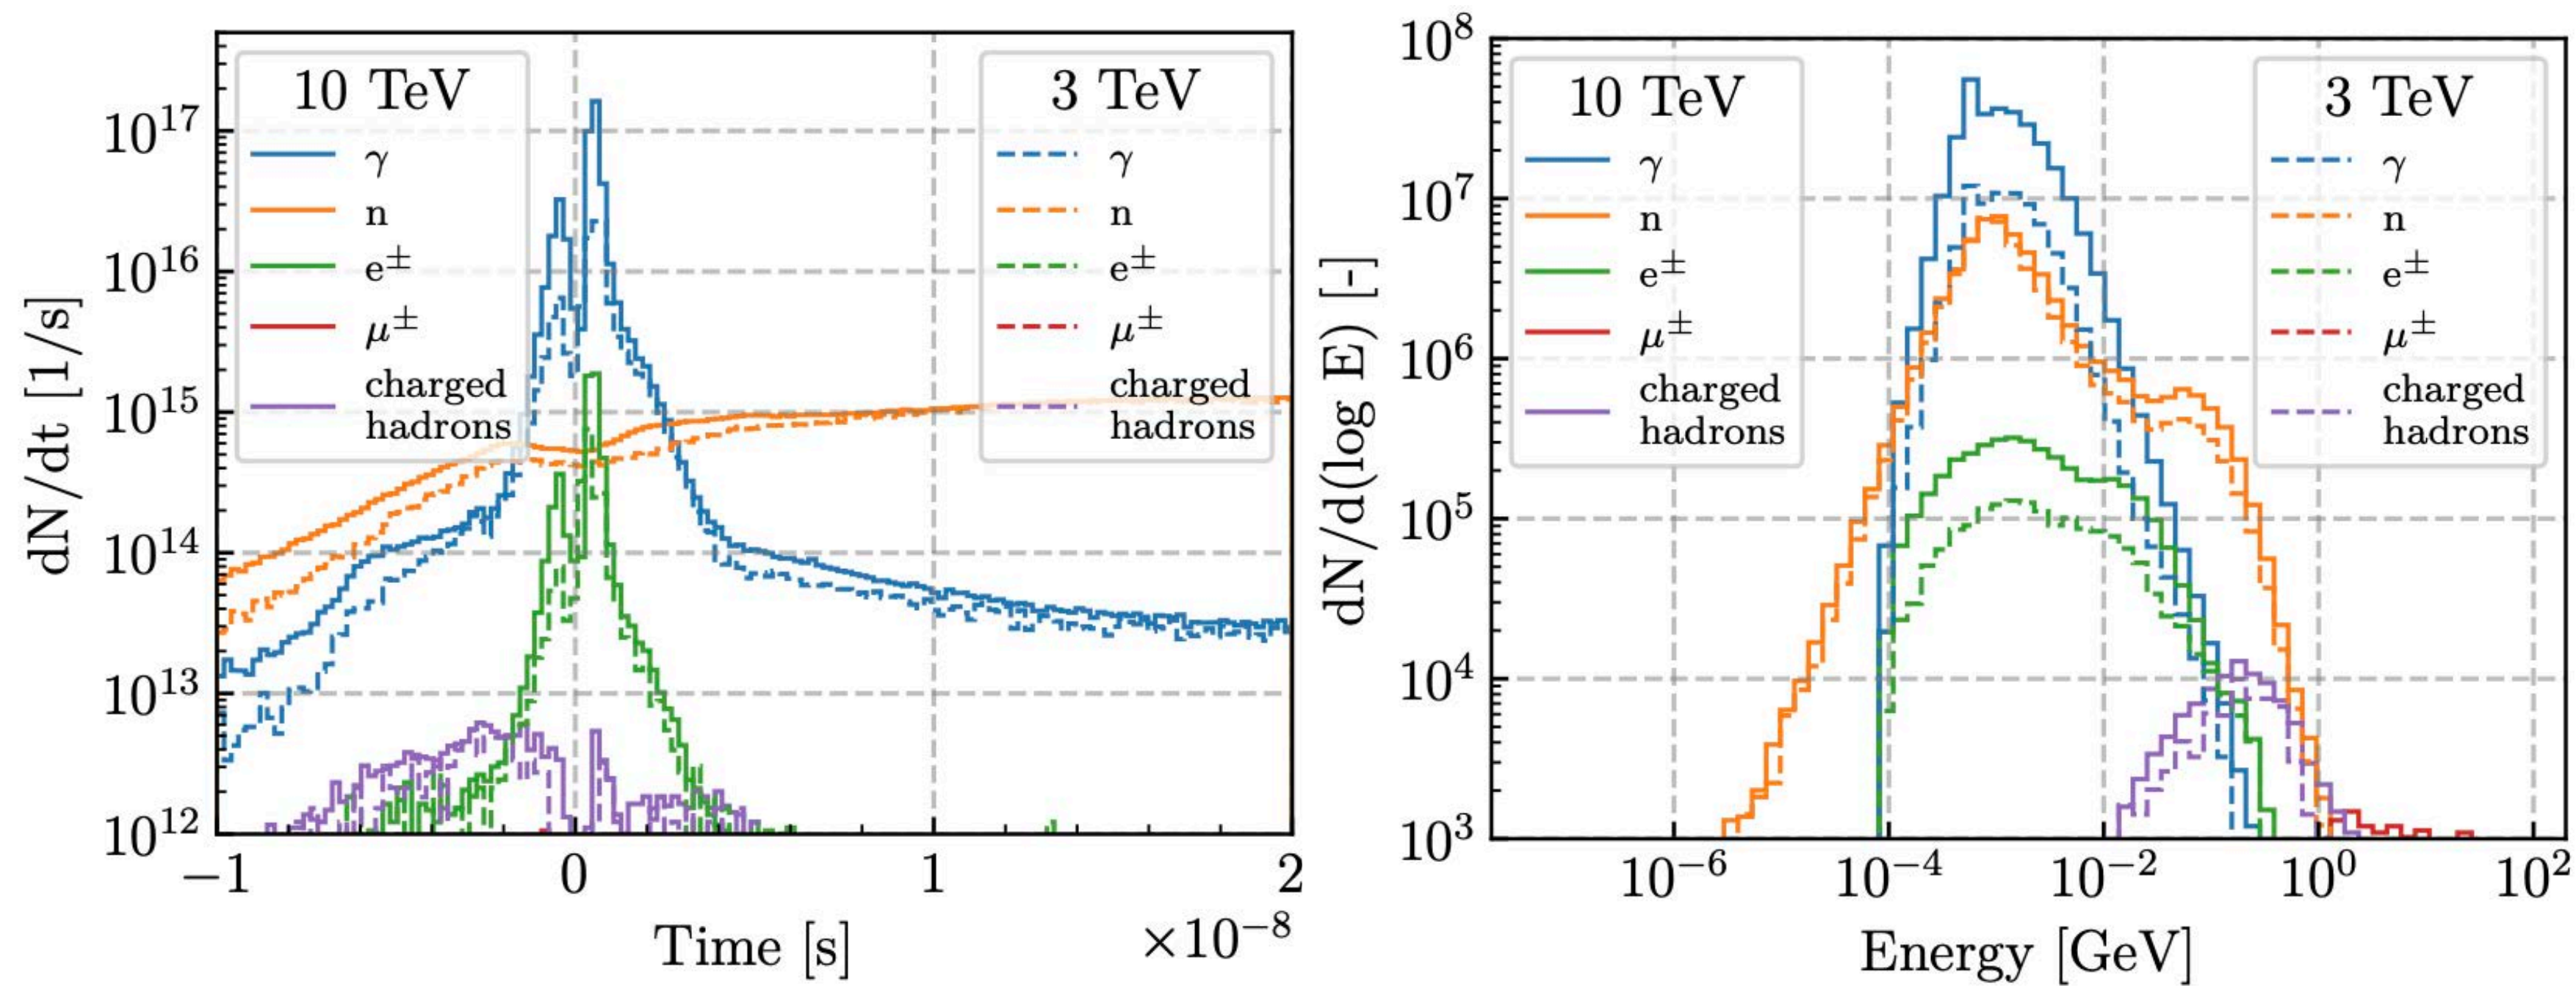 10 TeV
γ
n
e±
μ±
charged
hadrons
3 TeV
γ
n
e±
μ±
charged
hadrons
dN/dt [1/s]
10^17
10^16
10^15
10^14
10^13
10^12
−1
0
1
2
Time [s]
×10^−8
10 TeV
γ
n
e±
μ±
charged
hadrons
3 TeV
γ
n
e±
μ±
charged
hadrons
dN/d(log E) [-]
10^8
10^7
10^6
10^5
10^4
10^3
10^−6
10^−4
10^−2
10^0
10^2
Energy [GeV]